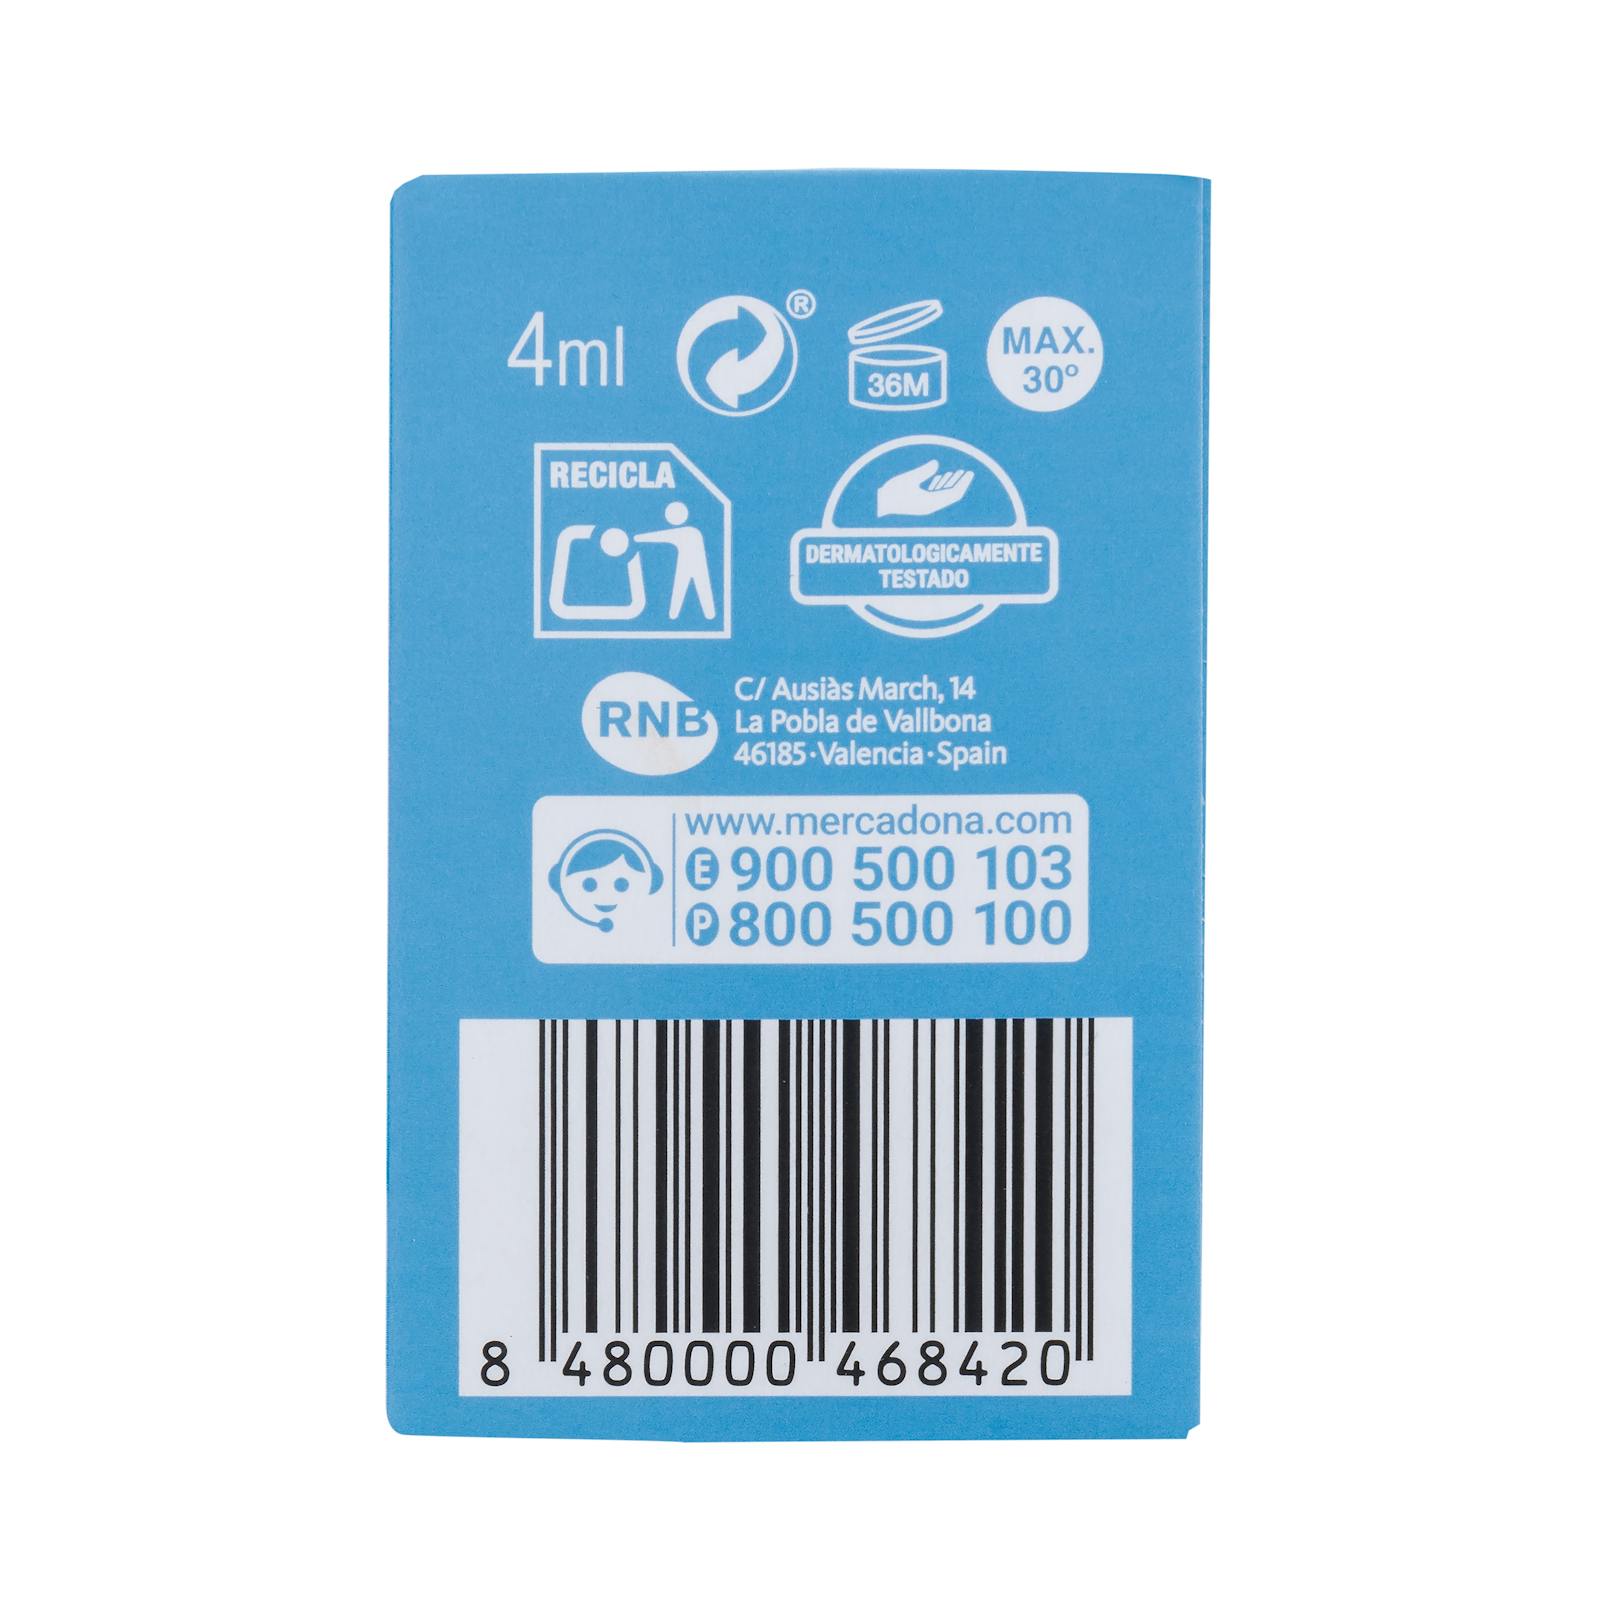 4ml
®
36M
MAX.
30º
RECICLA
DERMATOLOGICAMENTE
TESTADO
RNB
C/ Ausiàs March, 14
La Pobla de Vallbona
46185·Valencia·Spain
www.mercadona.com
E 900 500 103
P 800 500 100
8 480000 468420